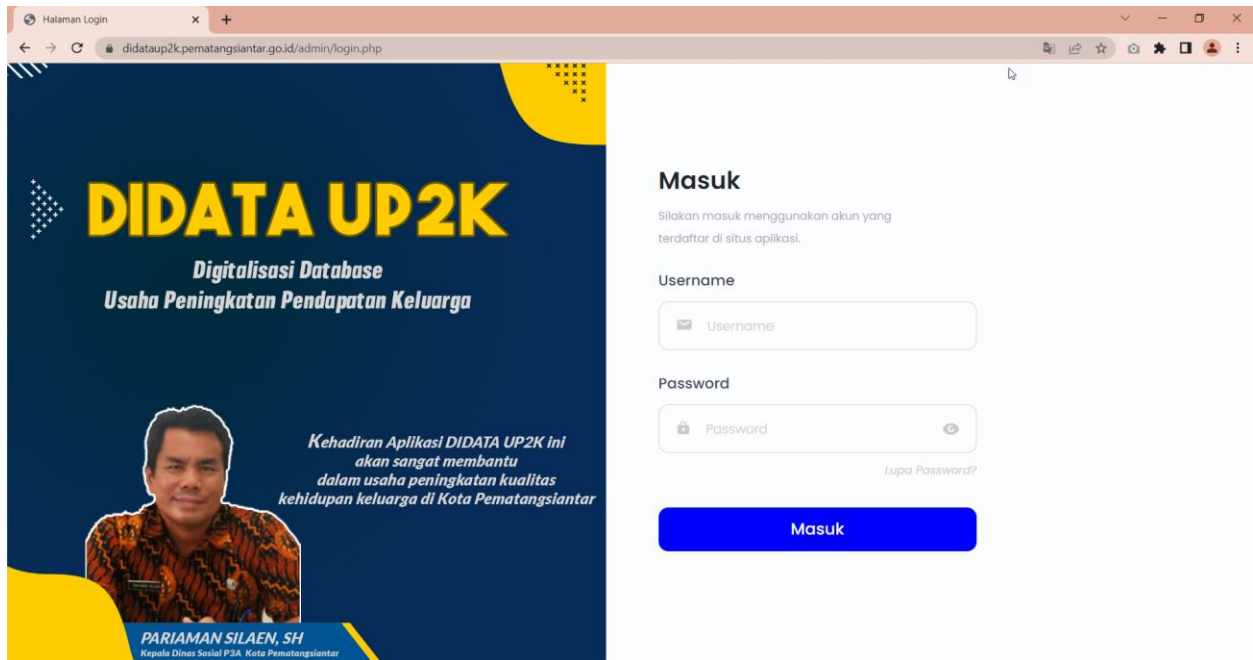 Halaman Login
didataup2k.pematangsiantar.go.id/admin/login.php
DIDATA UP2K
Digitalisasi Database
Usaha Peningkatan Pendapatan Keluarga
Kehadiran Aplikasi DIDATA UP2K ini
akan sangat membantu
dalam usaha peningkatan kualitas
kehidupan keluarga di Kota Pematangsiantar
PARIAMAN SILAEN, SH
Kepala Dinas Sosial P3A Kota Pematangsiantar
Masuk
Silakan masuk menggunakan akun yang
terdaftar di situs aplikasi.
Username
Username
Password
Password
Lupa Password?
Masuk